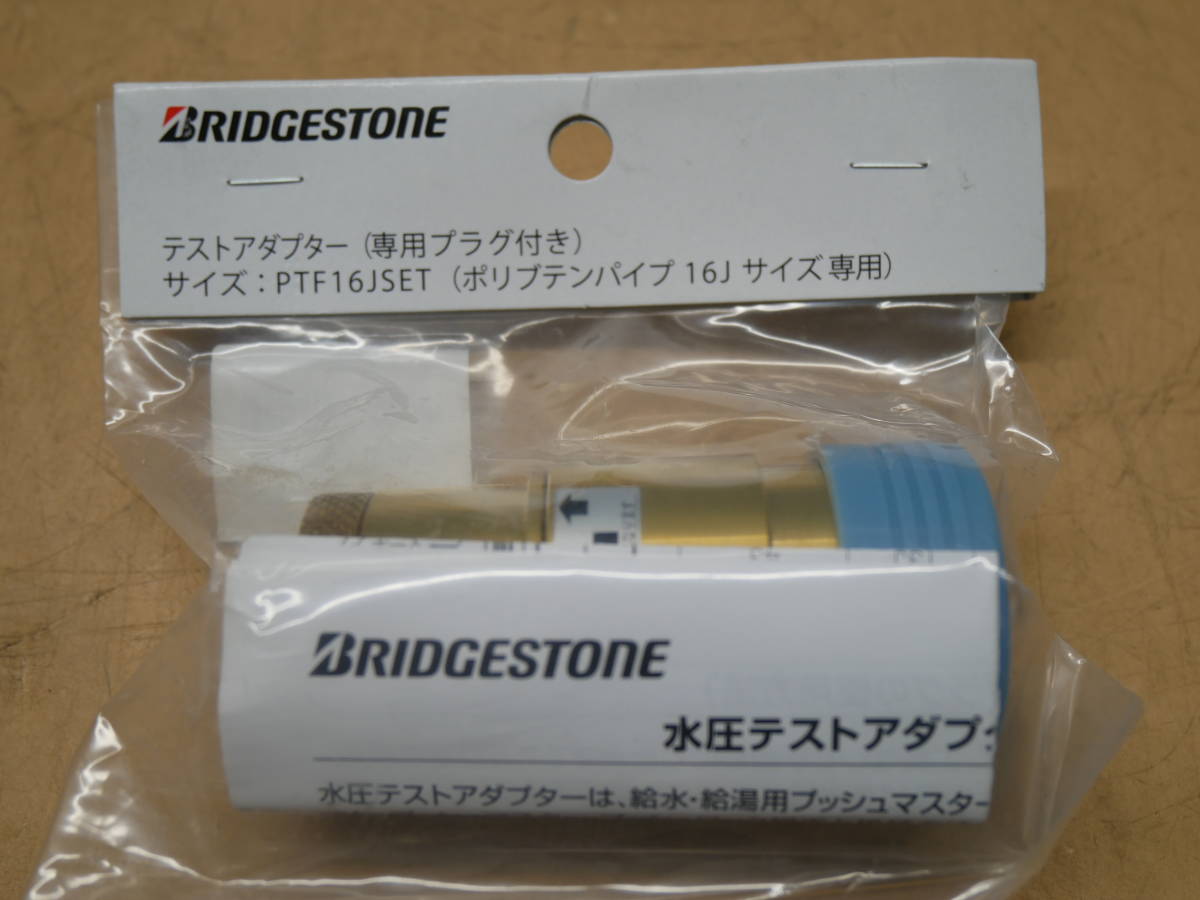 BRIDGESTONE
テストアダプター（専用プラグ付き）
サイズ：PTF16JSET（ポリブテンパイプ 16J サイズ専用）
BRIDGESTONE
水圧テストアダプ
水圧テストアダプターは、給水・給湯用プッシュマスター